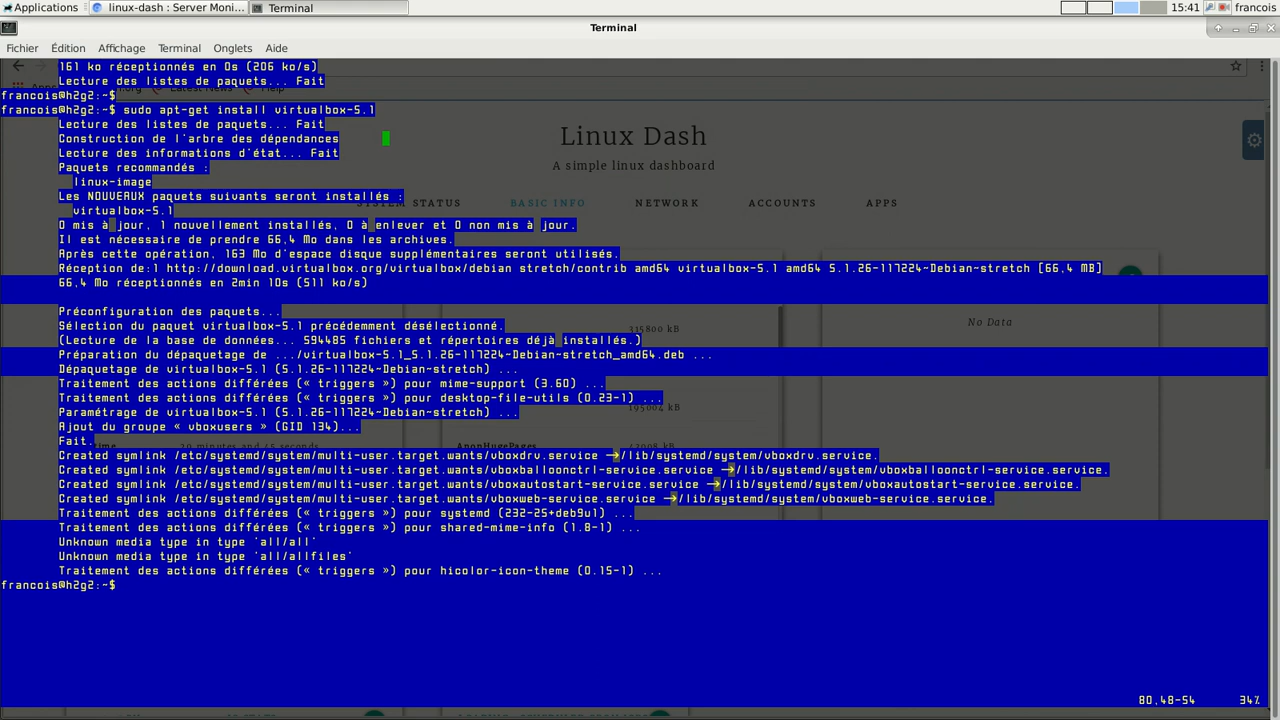 Applications
linux-dash : Server Moni...
Terminal
15:41
francois
Terminal
Fichier Édition Affichage Terminal Onglets Aide
161 ko réceptionnés en 0s (206 ko/s)
Lecture des listes de paquets... Fait
francois@h2g2:~$
francois@h2g2:~$ sudo apt-get install virtualbox-5.1
Lecture des listes de paquets... Fait
Construction de l'arbre des dépendances
Lecture des informations d'état... Fait
Paquets recommandés :
linux-image
Les NOUVEAUX paquets suivants seront installés :
virtualbox-5.1
0 mis à jour, 1 nouvellement installés, 0 à enlever et 0 non mis à jour.
Il est nécessaire de prendre 66,4 Mo dans les archives.
Après cette opération, 163 Mo d'espace disque supplémentaires seront utilisés.
Réception de:1 http://download.virtualbox.org/virtualbox/debian stretch/contrib amd64 virtualbox-5.1 amd64 5.1.26-117224~Debian~stretch [66,4 MB]
66,4 Mo réceptionnés en 2min 10s (511 ko/s)
Préconfiguration des paquets...
Sélection du paquet virtualbox-5.1 précédemment désélectionné.
(Lecture de la base de données... 594485 fichiers et répertoires déjà installés.)
Préparation du dépaquetage de .../virtualbox-5.1_5.1.26-117224~Debian~stretch_amd64.deb ...
Dépaquetage de virtualbox-5.1 (5.1.26-117224~Debian~stretch) ...
Traitement des actions différées (« triggers ») pour mime-support (3.60) ...
Traitement des actions différées (« triggers ») pour desktop-file-utils (0.23-1) ...
Paramétrage de virtualbox-5.1 (5.1.26-117224~Debian~stretch) ...
Ajout du groupe « vboxusers » (GID 134)...
Fait.
Created symlink /etc/systemd/system/multi-user.target.wants/vboxdrv.service → /lib/systemd/system/vboxdrv.service.
Created symlink /etc/systemd/system/multi-user.target.wants/vboxballoonctrl-service.service → /lib/systemd/system/vboxballoonctrl-service.service.
Created symlink /etc/systemd/system/multi-user.target.wants/vboxautostart-service.service → /lib/systemd/system/vboxautostart-service.service.
Created symlink /etc/systemd/system/multi-user.target.wants/vboxweb-service.service → /lib/systemd/system/vboxweb-service.service.
Traitement des actions différées (« triggers ») pour systemd (232-25+deb9u1) ...
Traitement des actions différées (« triggers ») pour shared-mime-info (1.8-1) ...
Unknown media type in type 'all/all'
Unknown media type in type 'all/allfiles'
Traitement des actions différées (« triggers ») pour hicolor-icon-theme (0.15-1) ...
francois@h2g2:~$
80,48-54 34%
Linux Dash
A simple linux dashboard
SYSTEM STATUS BASIC INFO NETWORK ACCOUNTS APPS
315800 kB
No Data
195004 kB
AnonHugePages